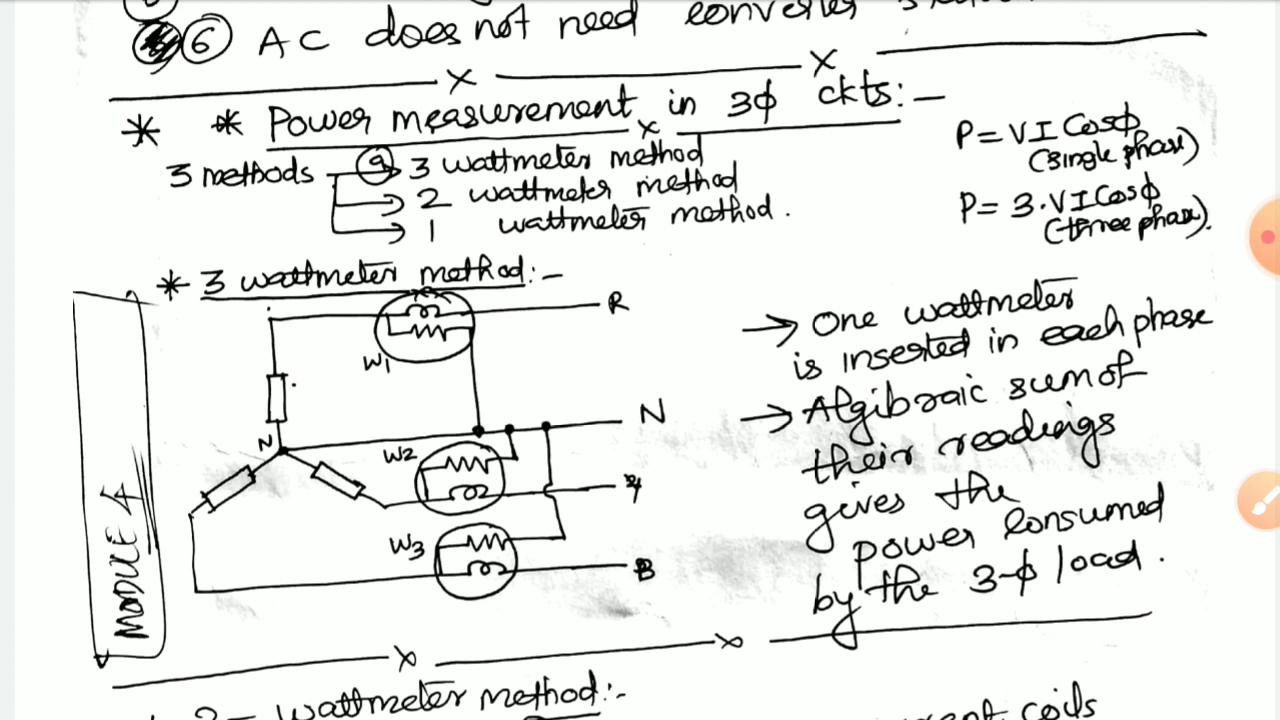 6 AC does not need
* * Power measurement in 3ϕ ckts:-
3 methods → 3 wattmeter method
→ 2 wattmeter method
→ 1 wattmeter method.
P = VI Cosϕ
(single phase)
P = 3·VI Cosϕ
(three phase).
* 3 wattmeter method:-
R
W1
N
N
W2
Y
W3
B
MODULE 4
→ One wattmeter
is inserted in each phase
→ Algibraic sum of
their readings
gives the
power consumed
by the 3-ϕ load.
2 - wattmeter method:-
coils